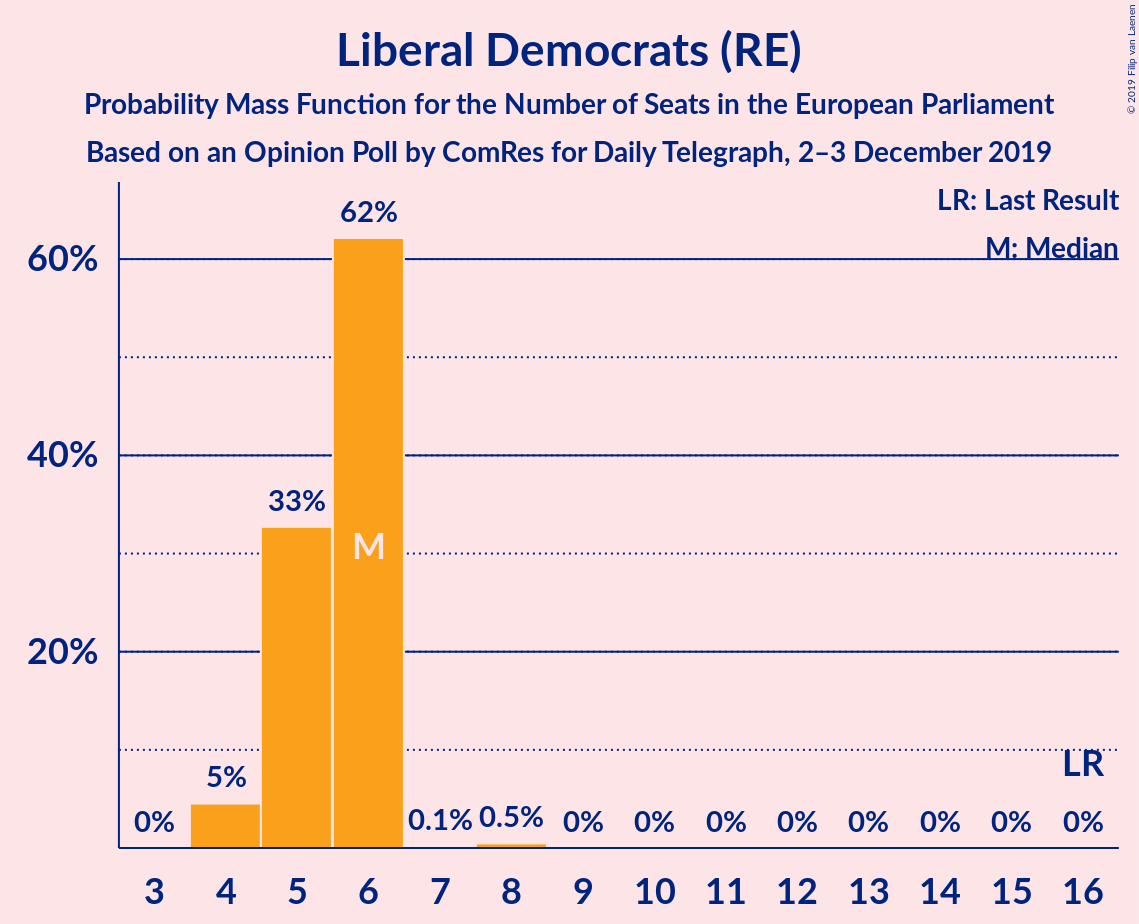 Liberal Democrats (RE)
Probability Mass Function for the Number of Seats in the European Parliament
Based on an Opinion Poll by ComRes for Daily Telegraph, 2–3 December 2019
© 2019 Filip van Laenen
LR: Last Result
M: Median
60%
40%
20%
0%
5%
33%
62%
M
0.1%
0.5%
0%
0%
0%
0%
0%
0%
0%
0%
LR
3 4 5 6 7 8 9 10 11 12 13 14 15 16